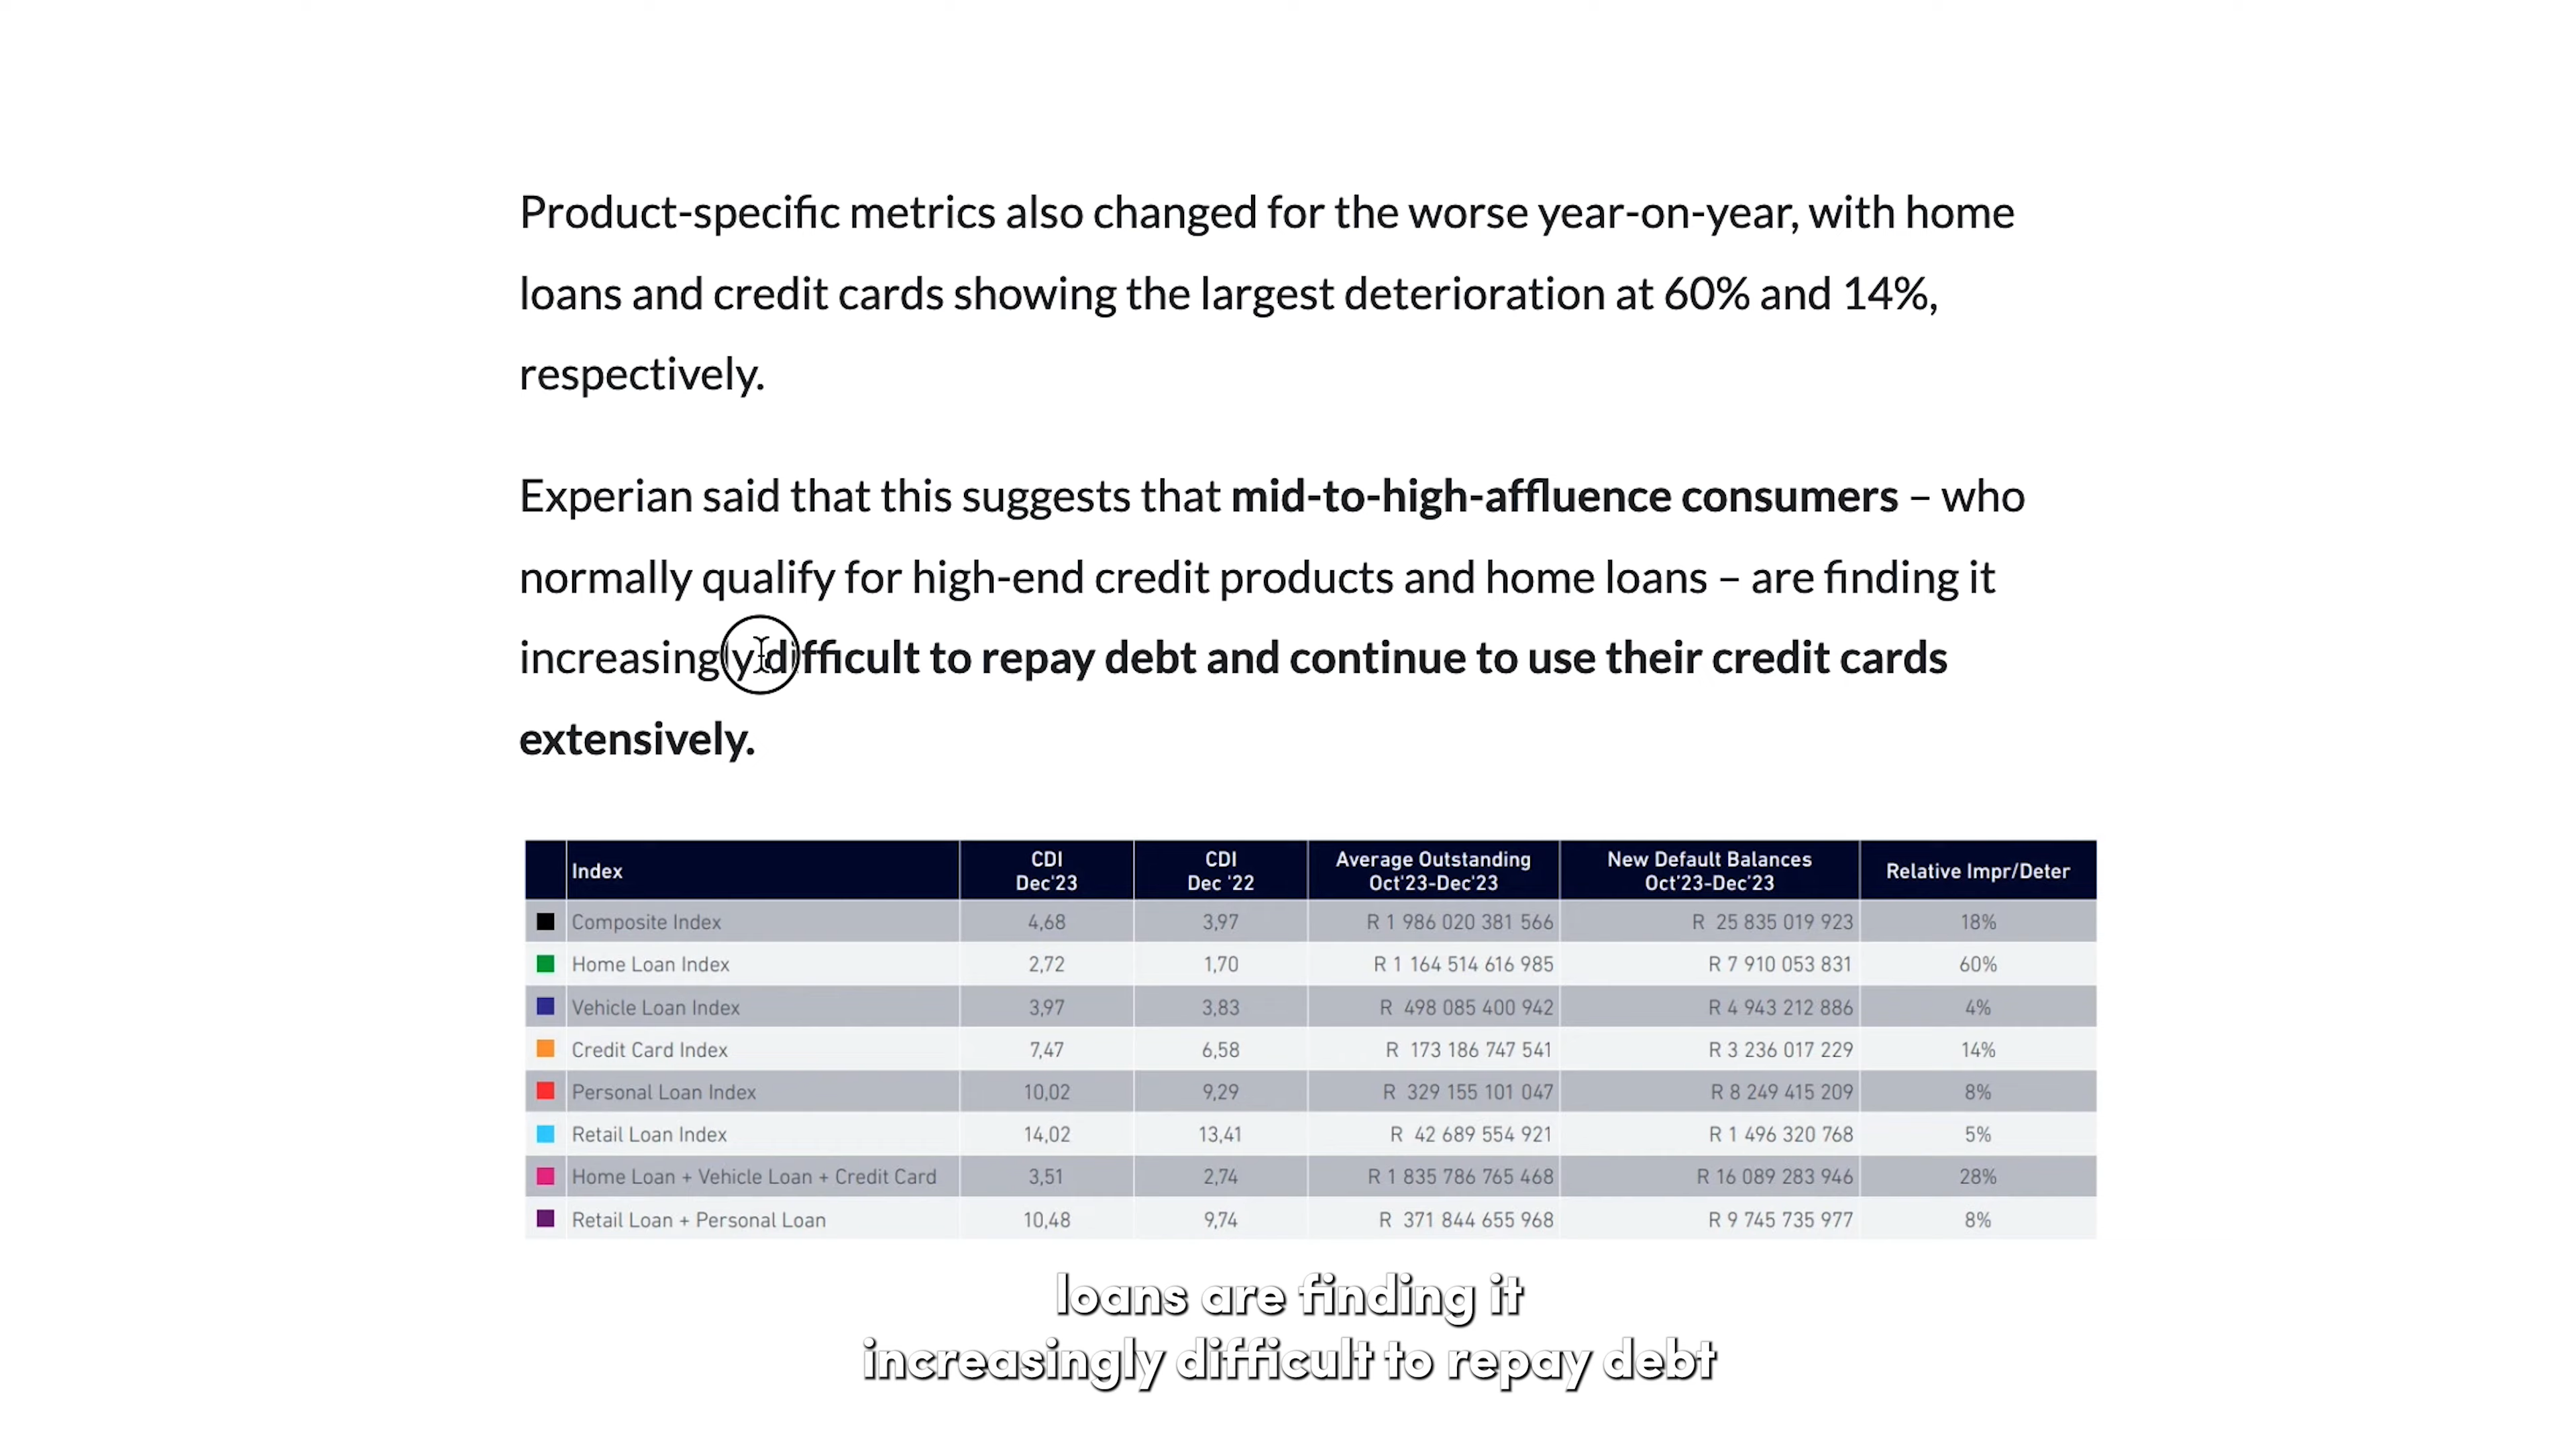 Product-specific metrics also changed for the worse year-on-year, with home
loans and credit cards showing the largest deterioration at 60% and 14%,
respectively.
Experian said that this suggests that mid-to-high-affluence consumers – who
normally qualify for high-end credit products and home loans – are finding it
increasingly difficult to repay debt and continue to use their credit cards
extensively.
Index CDI Dec'23 CDI Dec '22 Average Outstanding Oct'23-Dec'23 New Default Balances Oct'23-Dec'23 Relative Impr/Deter
Composite Index 4,68 3,97 R 1 986 020 381 566 R 25 835 019 923 18%
Home Loan Index 2,72 1,70 R 1 164 514 616 985 R 7 910 053 831 60%
Vehicle Loan Index 3,97 3,83 R 498 085 400 942 R 4 943 212 886 4%
Credit Card Index 7,47 6,58 R 173 186 747 541 R 3 236 017 229 14%
Personal Loan Index 10,02 9,29 R 329 155 101 047 R 8 249 415 209 8%
Retail Loan Index 14,02 13,41 R 42 689 554 921 R 1 496 320 768 5%
Home Loan + Vehicle Loan + Credit Card 3,51 2,74 R 1 835 786 765 468 R 16 089 283 946 28%
Retail Loan + Personal Loan 10,48 9,74 R 371 844 655 968 R 9 745 735 977 8%
loans are finding it
increasingly difficult to repay debt